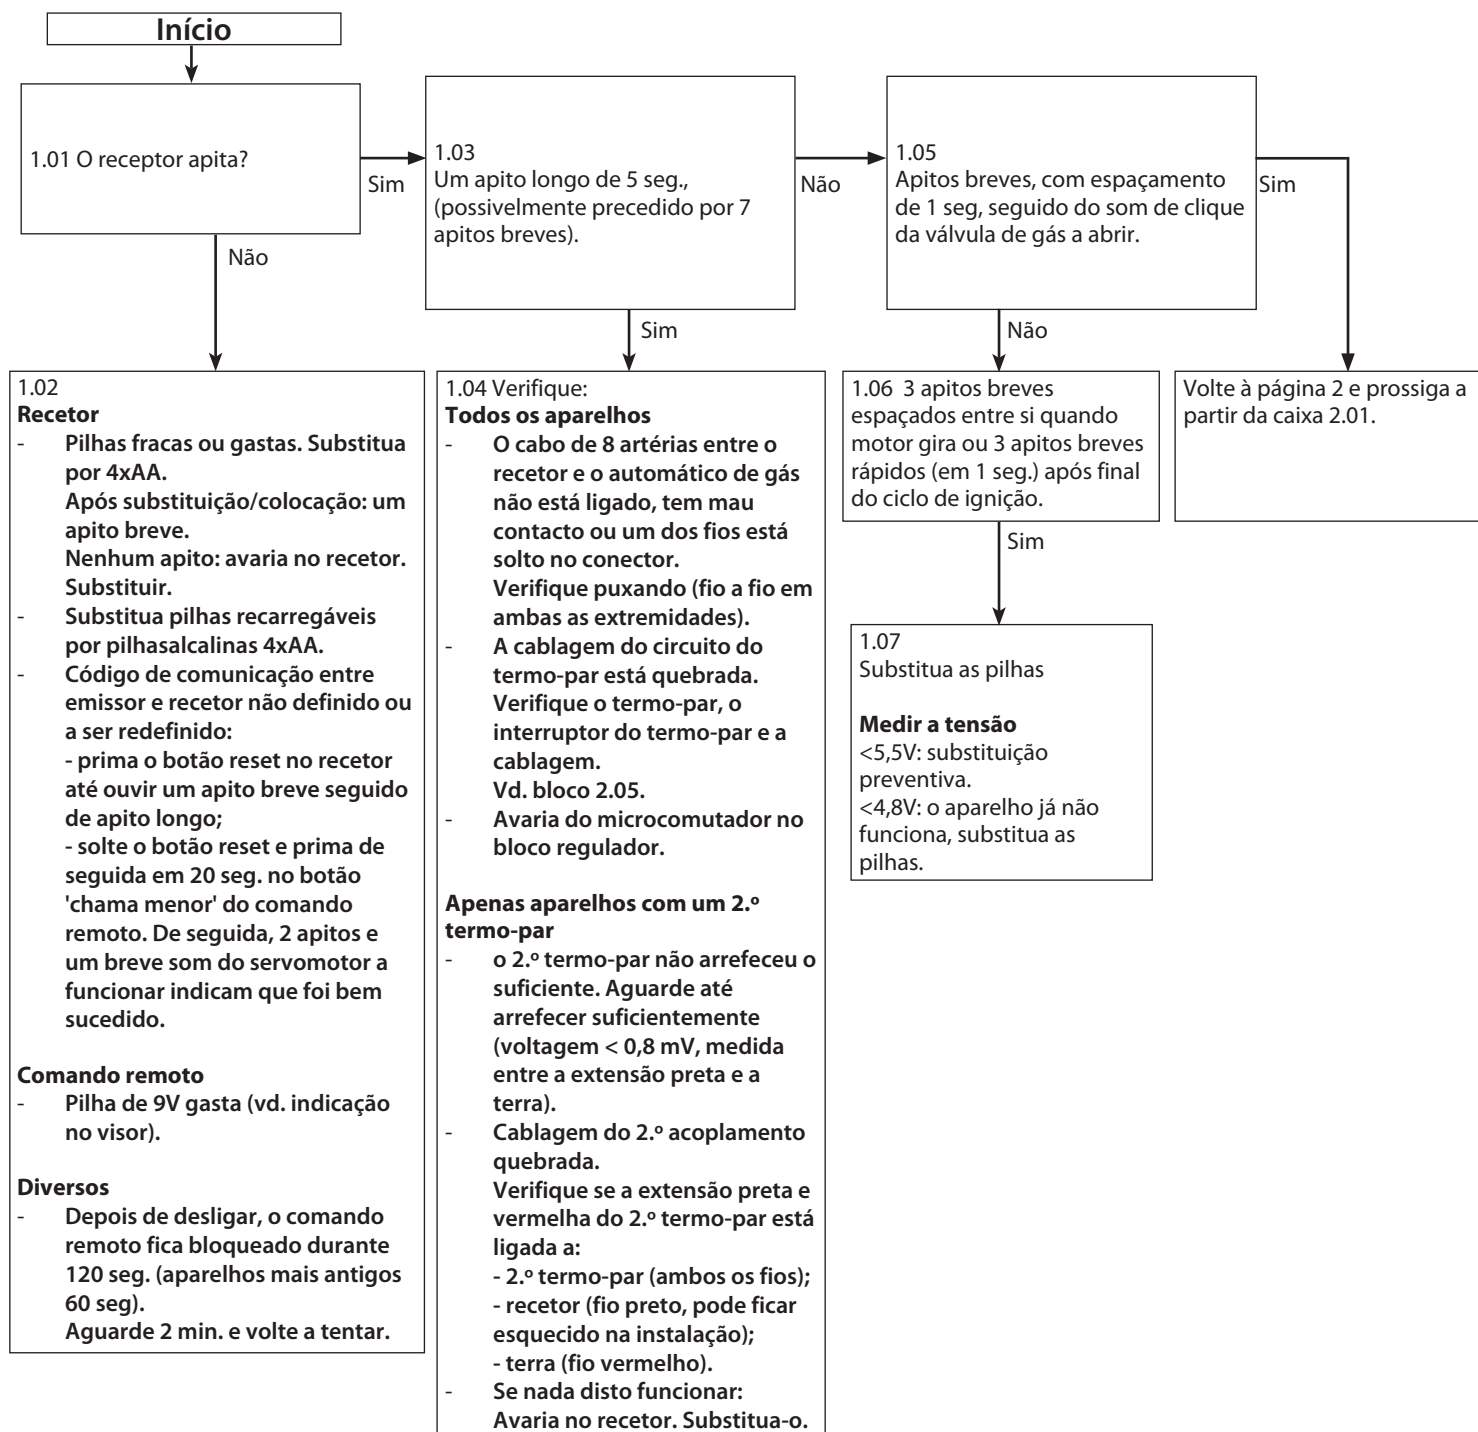 Início
1.01 O receptor apita?
Sim
Não
1.03
Um apito longo de 5 seg.,
(possivelmente precedido por 7
apitos breves).
Não
Sim
1.05
Apitos breves, com espaçamento
de 1 seg, seguido do som de clique
da válvula de gás a abrir.
Sim
Não
1.02
Recetor
- Pilhas fracas ou gastas. Substitua
por 4xAA.
Após substituição/colocação: um
apito breve.
Nenhum apito: avaria no recetor.
Substituir.
- Substitua pilhas recarregáveis
por pilhasalcalinas 4xAA.
- Código de comunicação entre
emissor e recetor não definido ou
a ser redefinido:
- prima o botão reset no recetor
até ouvir um apito breve seguido
de apito longo;
- solte o botão reset e prima de
seguida em 20 seg. no botão
'chama menor' do comando
remoto. De seguida, 2 apitos e
um breve som do servomotor a
funcionar indicam que foi bem
sucedido.
Comando remoto
- Pilha de 9V gasta (vd. indicação
no visor).
Diversos
- Depois de desligar, o comando
remoto fica bloqueado durante
120 seg. (aparelhos mais antigos
60 seg).
Aguarde 2 min. e volte a tentar.
1.04 Verifique:
Todos os aparelhos
- O cabo de 8 artérias entre o
recetor e o automático de gás
não está ligado, tem mau
contacto ou um dos fios está
solto no conector.
Verifique puxando (fio a fio em
ambas as extremidades).
- A cablagem do circuito do
termo-par está quebrada.
Verifique o termo-par, o
interruptor do termo-par e a
cablagem.
Vd. bloco 2.05.
- Avaria do microcomutador no
bloco regulador.
Apenas aparelhos com um 2.º
termo-par
- o 2.º termo-par não arrefeceu o
suficiente. Aguarde até
arrefecer suficientemente
(voltagem < 0,8 mV, medida
entre a extensão preta e a
terra).
- Cablagem do 2.º acoplamento
quebrada.
Verifique se a extensão preta e
vermelha do 2.º termo-par está
ligada a:
- 2.º termo-par (ambos os fios);
- recetor (fio preto, pode ficar
esquecido na instalação);
- terra (fio vermelho).
- Se nada disto funcionar:
Avaria no recetor. Substitua-o.
1.06 3 apitos breves
espaçados entre si quando
motor gira ou 3 apitos breves
rápidos (em 1 seg.) após final
do ciclo de ignição.
Sim
1.07
Substitua as pilhas
Medir a tensão
<5,5V: substituição
preventiva.
<4,8V: o aparelho já não
funciona, substitua as
pilhas.
Volte à página 2 e prossiga a
partir da caixa 2.01.